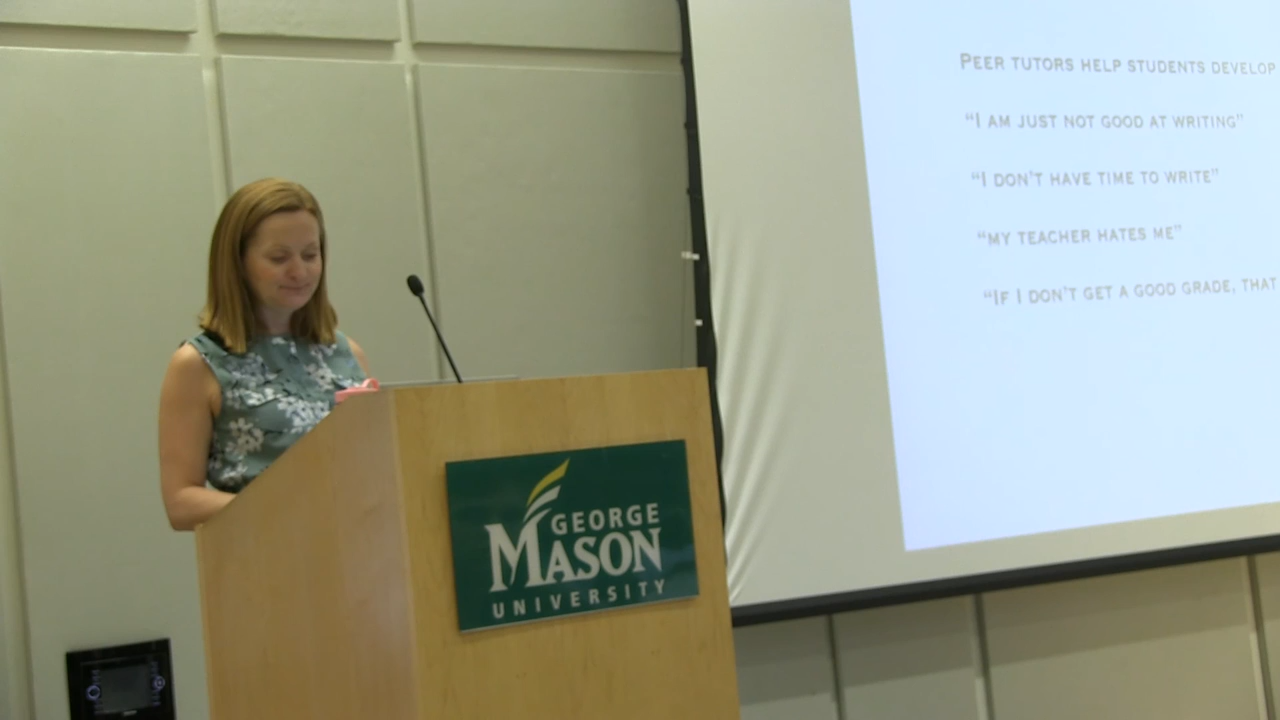 PEER TUTORS HELP STUDENTS DEVELOP
“I AM JUST NOT GOOD AT WRITING”
“I DON’T HAVE TIME TO WRITE”
“MY TEACHER HATES ME”
“IF I DON’T GET A GOOD GRADE, THAT
GEORGE
MASON
UNIVERSITY